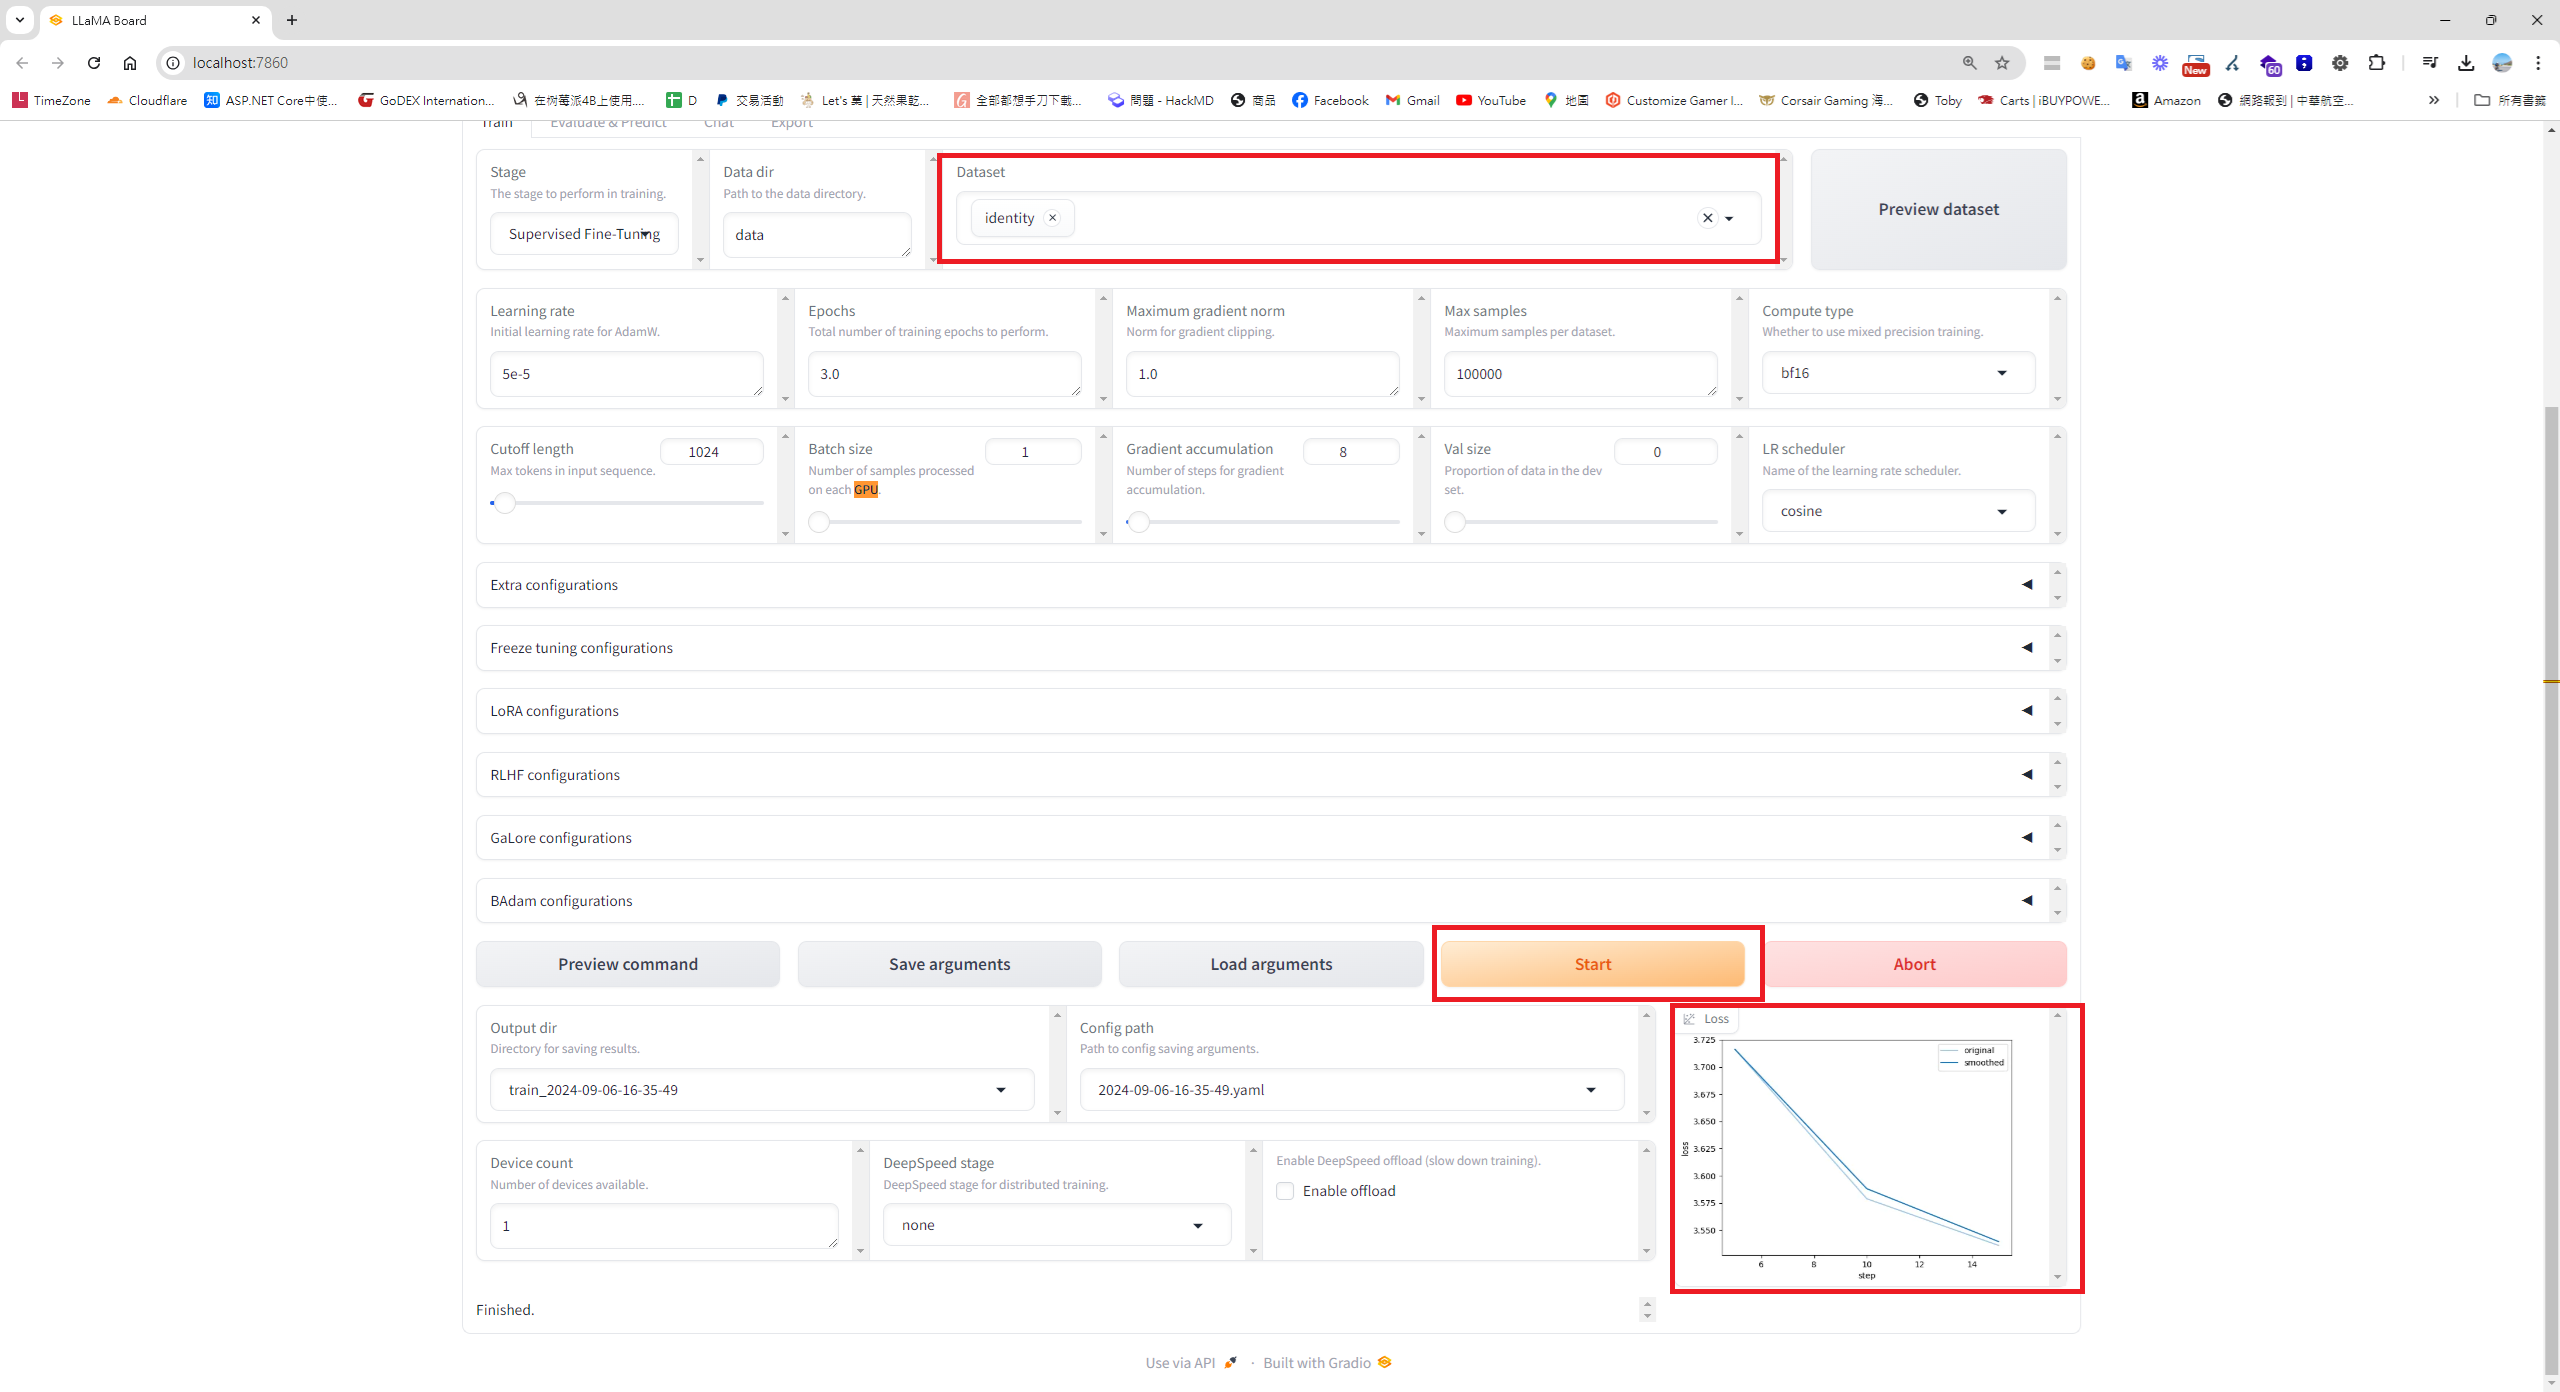 LLaMA Board
localhost:7860
New
60
TimeZone
Cloudflare
ASP.NET Core中使...
GoDEX Internation...
在树莓派4B上使用....
D
交易活動
Let's 萬 | 天然果乾...
全部都想手刀下載...
問題 - HackMD
商品
Facebook
Gmail
YouTube
地圖
Customize Gamer I...
Corsair Gaming 海...
Toby
Carts | iBUYPOWE...
Amazon
網路報到 | 中華航空...
所有書籤
Train
Evaluate & Predict
Chat
Export
Stage
The stage to perform in training.
Supervised Fine-Tuning
Data dir
Path to the data directory.
data
Dataset
identity
Preview dataset
Learning rate
Initial learning rate for AdamW.
5e-5
Epochs
Total number of training epochs to perform.
3.0
Maximum gradient norm
Norm for gradient clipping.
1.0
Max samples
Maximum samples per dataset.
100000
Compute type
Whether to use mixed precision training.
bf16
Cutoff length
1024
Max tokens in input sequence.
Batch size
1
Number of samples processed
on each GPU.
Gradient accumulation
8
Number of steps for gradient
accumulation.
Val size
0
Proportion of data in the dev
set.
LR scheduler
Name of the learning rate scheduler.
cosine
Extra configurations
Freeze tuning configurations
LoRA configurations
RLHF configurations
GaLore configurations
BAdam configurations
Preview command
Save arguments
Load arguments
Start
Abort
Output dir
Directory for saving results.
train_2024-09-06-16-35-49
Config path
Path to config saving arguments.
2024-09-06-16-35-49.yaml
Device count
Number of devices available.
1
DeepSpeed stage
DeepSpeed stage for distributed training.
none
Enable DeepSpeed offload (slow down training).
Enable offload
Loss
original
smoothed
3.725
3.700
3.675
3.650
3.625
3.600
3.575
3.550
loss
6 8 10 12 14
step
Finished.
Use via API · Built with Gradio